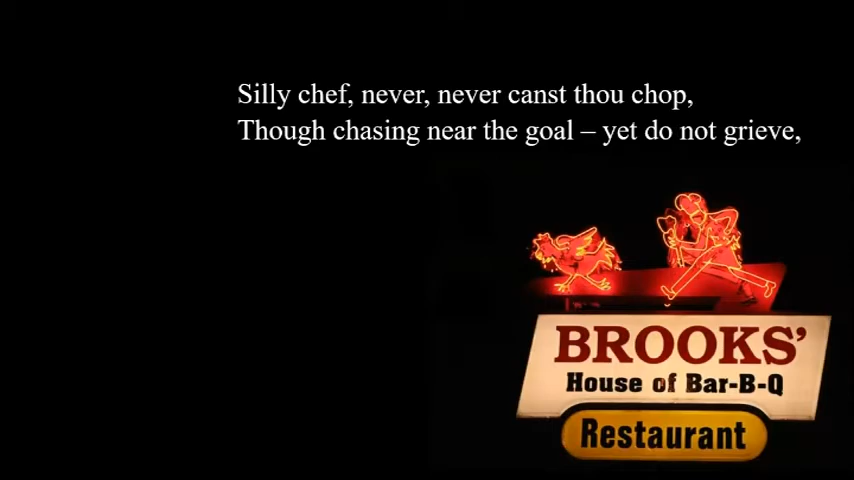 Silly chef, never, never canst thou chop,
Though chasing near the goal – yet do not grieve,
BROOKS’
House of Bar-B-Q
Restaurant